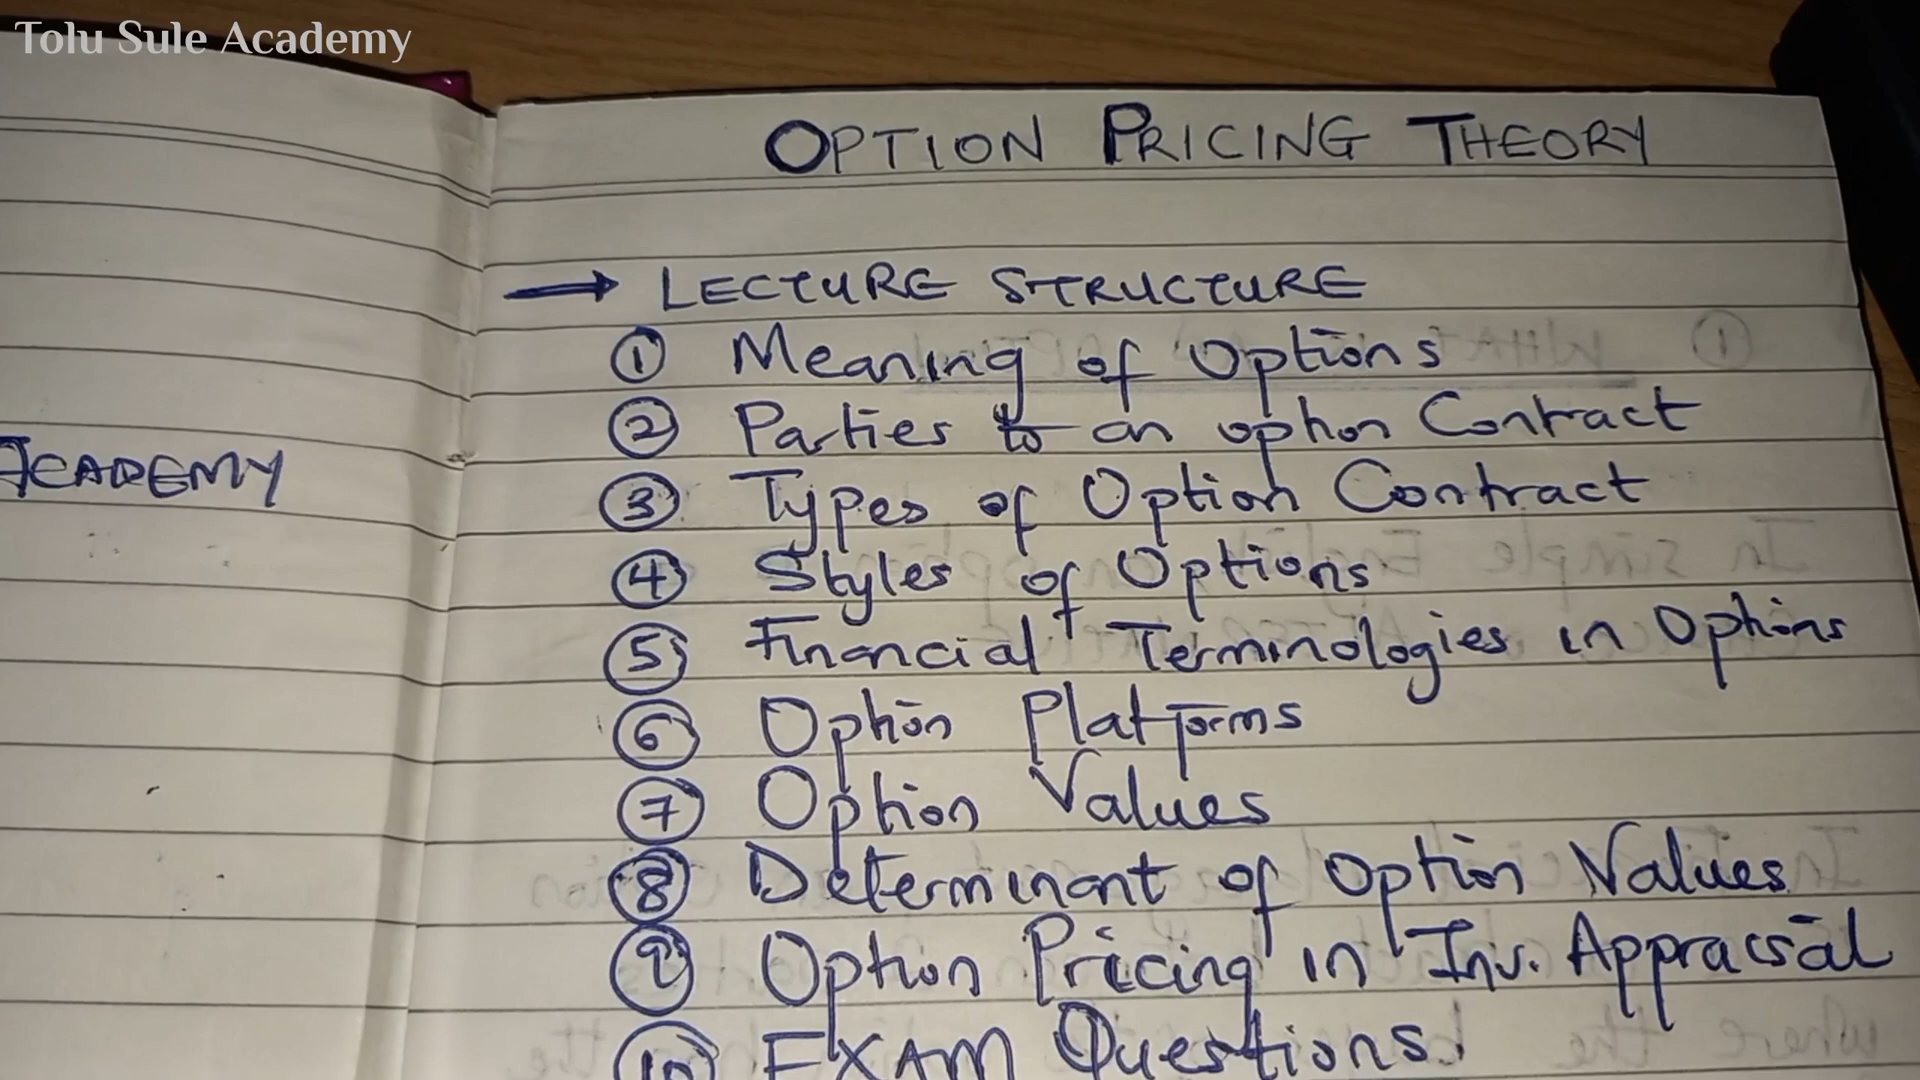 Tolu Sule Academy
ACADEMY
OPTION PRICING THEORY
→ LECTURE STRUCTURE
① Meaning of Options
② Parties to an option Contract
③ Types of Option Contract
④ Styles of Options
⑤ Financial Terminologies in Options
⑥ Option Platforms
⑦ Option Values
⑧ Determinant of Option Values
⑨ Option Pricing in Inv. Appraisal
⑩ EXAM Questions.